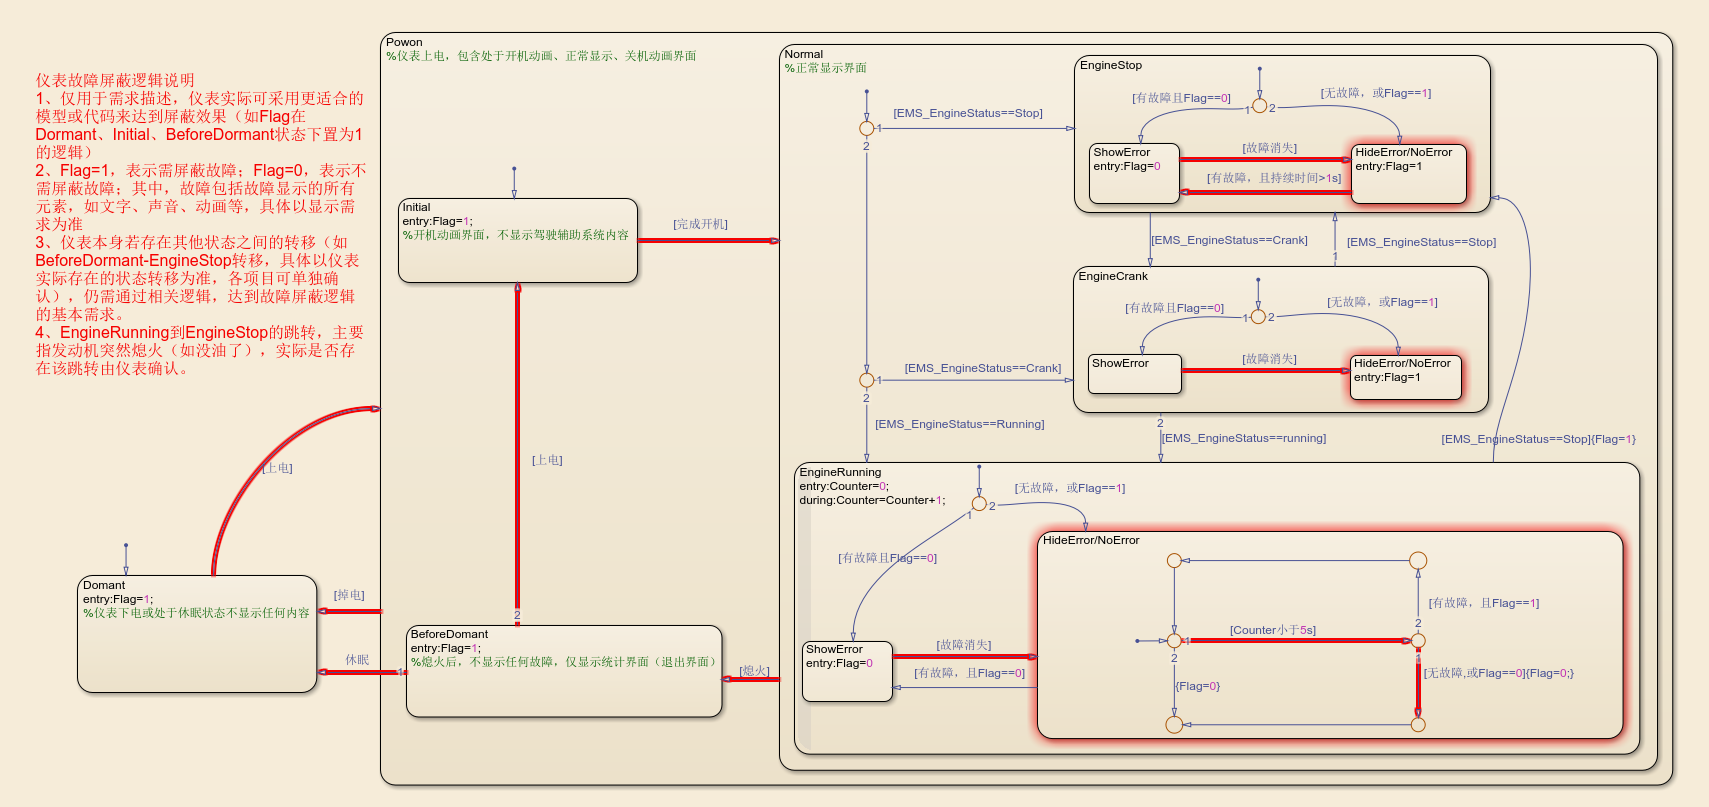 仪表故障屏蔽逻辑说明
1、仅用于需求描述，仪表实际可采用更适合的
模型或代码来达到屏蔽效果（如Flag在
Dormant、Initial、BeforeDormant状态下置为1
的逻辑）
2、Flag=1，表示需屏蔽故障；Flag=0，表示不
需屏蔽故障；其中，故障包括故障显示的所有
元素，如文字、声音、动画等，具体以显示需
求为准
3、仪表本身若存在其他状态之间的转移（如
BeforeDormant-EngineStop转移，具体以仪表
实际存在的状态转移为准，各项目可单独确
认），仍需通过相关逻辑，达到故障屏蔽逻辑
的基本需求。
4、EngineRunning到EngineStop的跳转，主要
指发动机突然熄火（如没油了），实际是否存
在该跳转由仪表确认。
[上电]
Domant
entry:Flag=1;
%仪表下电或处于休眠状态不显示任何内容
[掉电]
休眠
1
Powon
%仪表上电，包含处于开机动画、正常显示、关机动画界面
Initial
entry:Flag=1;
%开机动画界面，不显示驾驶辅助系统内容
[完成开机]
[上电]
2
BeforeDomant
entry:Flag=1;
%熄火后，不显示任何故障，仅显示统计界面（退出界面）
[熄火]
Normal
%正常显示界面
1
[EMS_EngineStatus==Stop]
2
1
[EMS_EngineStatus==Crank]
2
[EMS_EngineStatus==Running]
EngineStop
[有故障且Flag==0]
1
2
[无故障，或Flag==1]
ShowError
entry:Flag=0
[故障消失]
[有故障，且持续时间>1s]
HideError/NoError
entry:Flag=1
[EMS_EngineStatus==Crank]
[EMS_EngineStatus==Stop]
1
EngineCrank
[有故障且Flag==0]
1
2
[无故障，或Flag==1]
ShowError
[故障消失]
HideError/NoError
entry:Flag=1
2
[EMS_EngineStatus==running]
[EMS_EngineStatus==Stop]{Flag=1}
EngineRunning
entry:Counter=0;
during:Counter=Counter+1;
1
2
[无故障，或Flag==1]
[有故障且Flag==0]
ShowError
entry:Flag=0
[故障消失]
[有故障，且Flag==0]
HideError/NoError
1
[Counter小于5s]
2
{Flag=0}
[有故障，且Flag==1]
2
1
[无故障,或Flag==0]{Flag=0;}